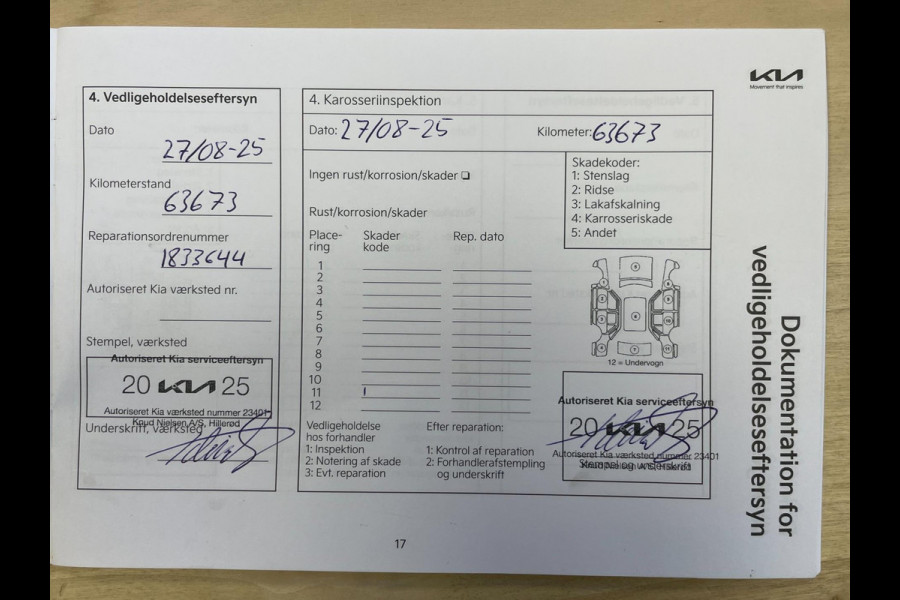 KIA
Movement that inspires
Dokumentation for
vedligeholdelseseftersyn
4. Vedligeholdelseseftersyn
Dato
27/08-25
Kilometerstand
63673
Reparationsordrenummer
1833644
Autoriseret Kia værksted nr.
Stempel, værksted
Autoriseret Kia serviceeftersyn
20 KIA 25
Autoriseret Kia værksted nummer 23401
Knud Nielsen A/S, Hillerød
Underskrift, værksted
4. Karosseriinspektion
Dato: 27/08-25 Kilometer: 63673
Ingen rust/korrosion/skader
Skadekoder:
1: Stenslag
2: Ridse
3: Lakafskalning
4: Karrosseriskade
5: Andet
Rust/korrosion/skader
Place-
ring
Skader
kode
Rep. dato
1
2
3
4
5
6
7
8
9
10
11
12
12 = Undervogn
Vedligeholdelse
hos forhandler
1: Inspektion
2: Notering af skade
3: Evt. reparation
Efter reparation:
1: Kontrol af reparation
2: Forhandlerafstempling
og underskrift
Autoriseret Kia serviceeftersyn
20 KIA 25
Autoriseret Kia værksted nummer 23401
Stempel og underskrift
17